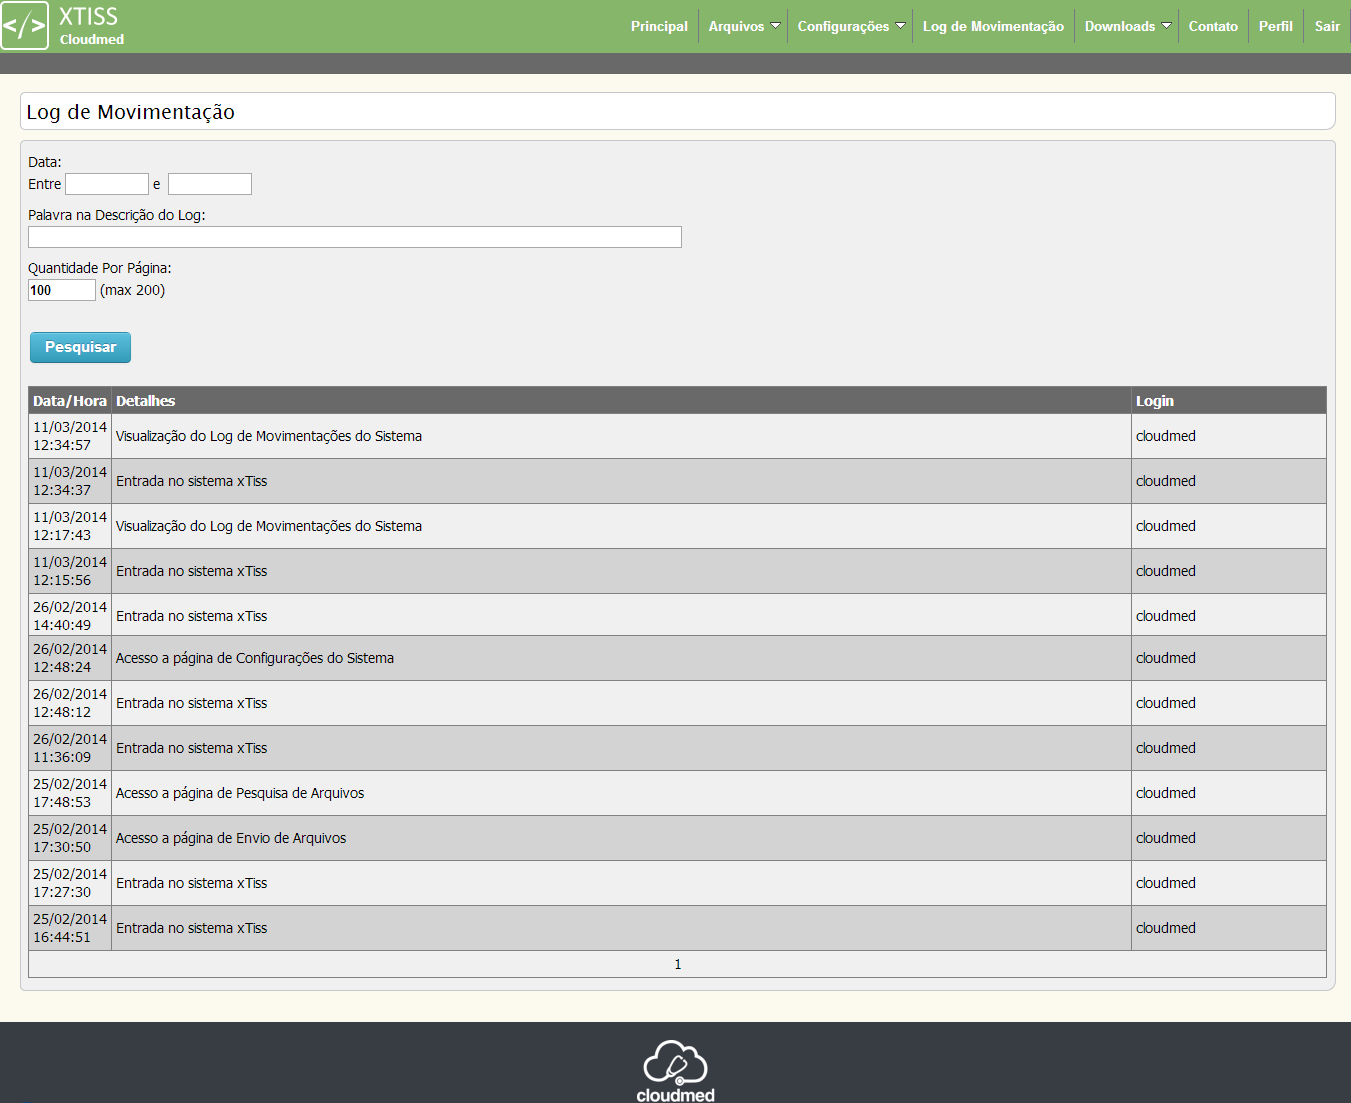 </>
XTISS
Cloudmed
Principal
Arquivos
Configurações
Log de Movimentação
Downloads
Contato
Perfil
Sair
Log de Movimentação
Data:
Entre e
Palavra na Descrição do Log:
Quantidade Por Página:
100 (max 200)
Pesquisar
Data/Hora Detalhes Login
11/03/2014
12:34:57
Visualização do Log de Movimentações do Sistema
cloudmed
11/03/2014
12:34:37
Entrada no sistema xTiss
cloudmed
11/03/2014
12:17:43
Visualização do Log de Movimentações do Sistema
cloudmed
11/03/2014
12:15:56
Entrada no sistema xTiss
cloudmed
26/02/2014
14:40:49
Entrada no sistema xTiss
cloudmed
26/02/2014
12:48:24
Acesso a página de Configurações do Sistema
cloudmed
26/02/2014
12:48:12
Entrada no sistema xTiss
cloudmed
26/02/2014
11:36:09
Entrada no sistema xTiss
cloudmed
25/02/2014
17:48:53
Acesso a página de Pesquisa de Arquivos
cloudmed
25/02/2014
17:30:50
Acesso a página de Envio de Arquivos
cloudmed
25/02/2014
17:27:30
Entrada no sistema xTiss
cloudmed
25/02/2014
16:44:51
Entrada no sistema xTiss
cloudmed
1
cloudmed